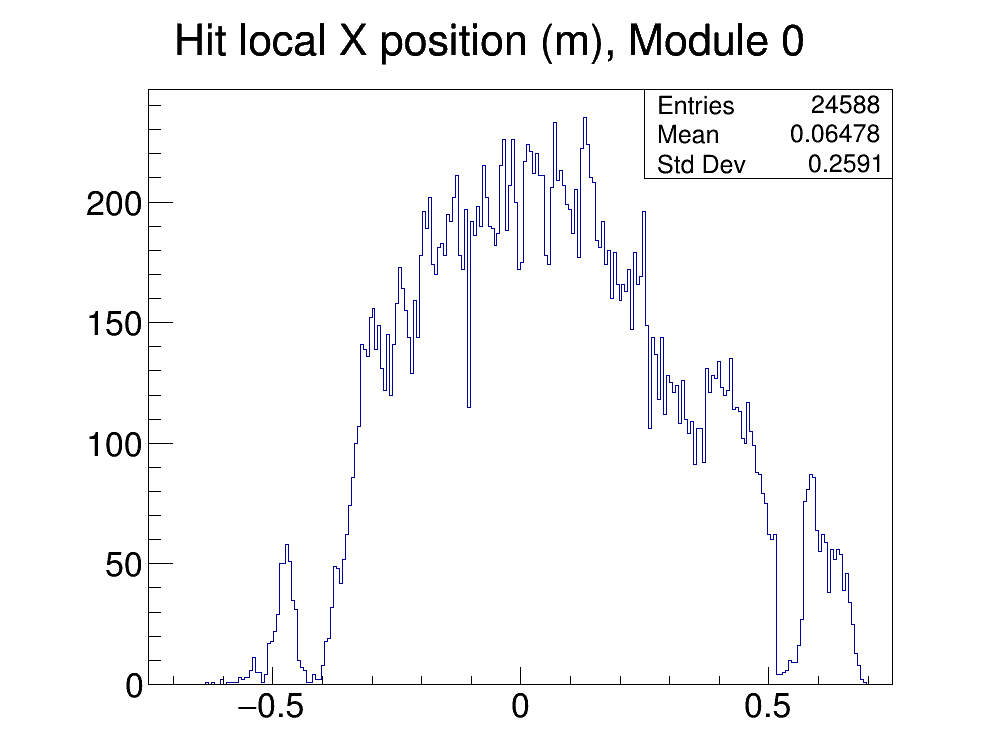 Hit local X position (m), Module 0
Entries 24588
Mean 0.06478
Std Dev 0.2591
200
150
100
50
0
−0.5 0 0.5